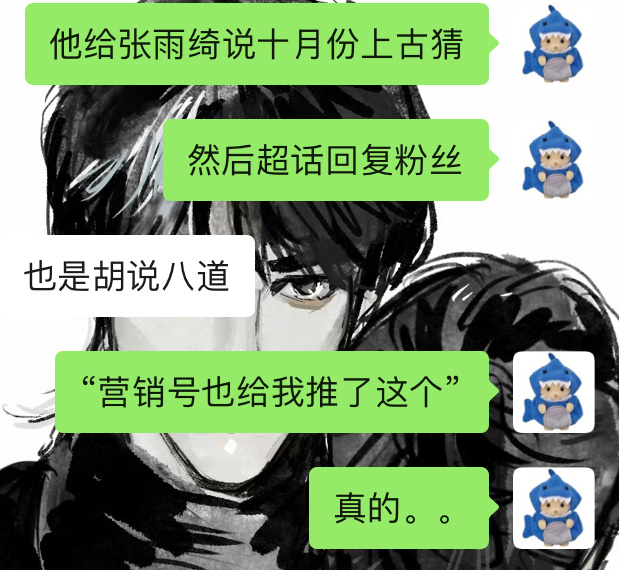 他给张雨绮说十月份上古猜
然后超话回复粉丝
也是胡说八道
“营销号也给我推了这个”
真的。。